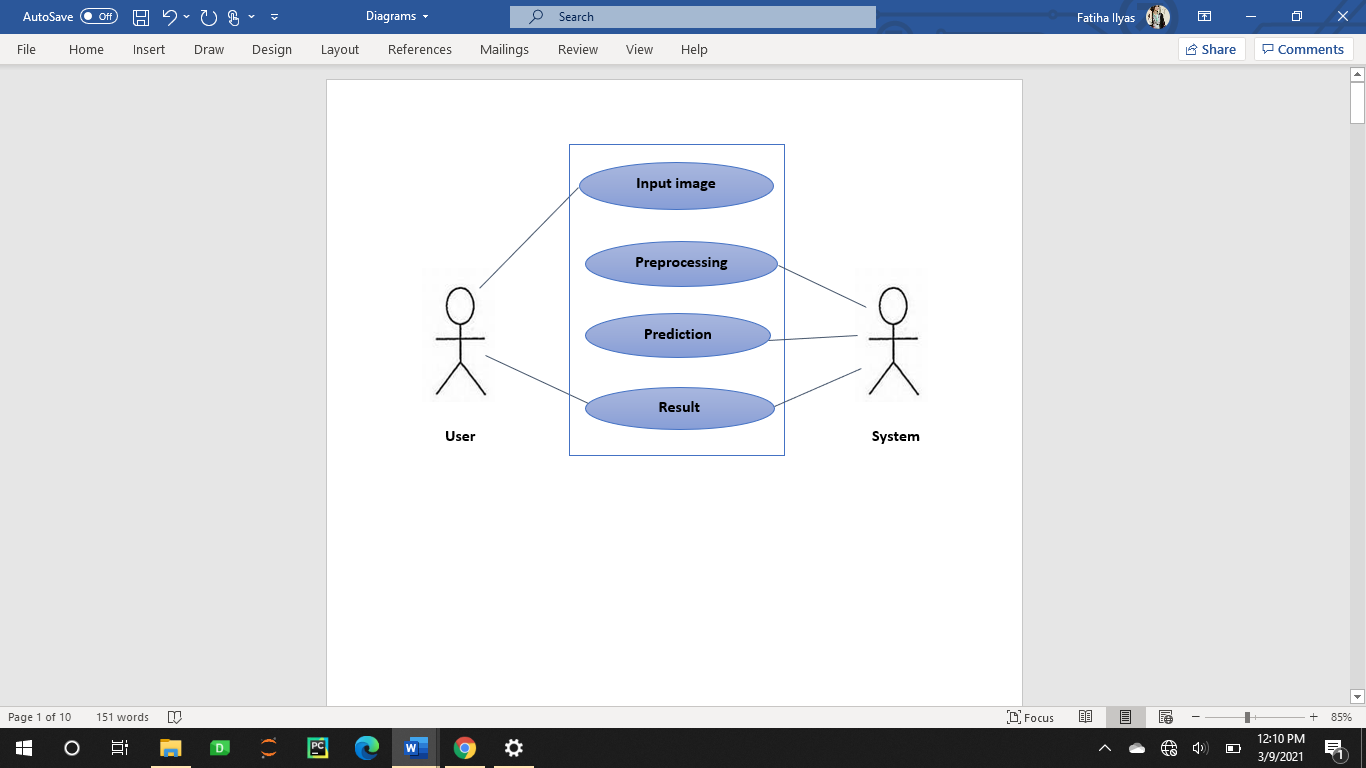 AutoSave Off Diagrams Search Fatiha Ilyas
File Home Insert Draw Design Layout References Mailings Review View Help Share Comments
Input image
Preprocessing
Prediction
Result
User System
Page 1 of 10 151 words Focus 85%
D PC W 12:10 PM
3/9/2021 1